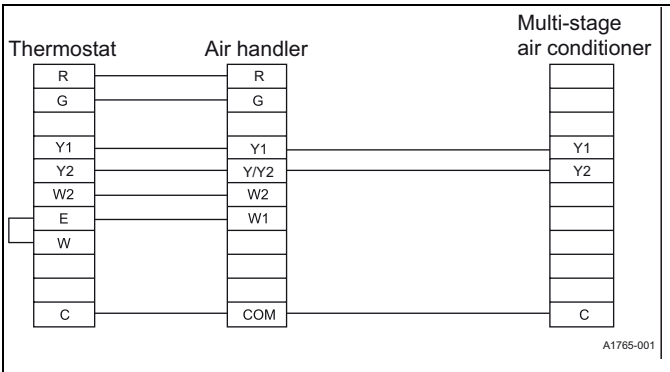 Multi-stage
Thermostat Air handler air conditioner
R R
G G
Y1 Y1 Y1
Y2 Y/Y2 Y2
W2 W2
E W1
W
C COM C
A1765-001